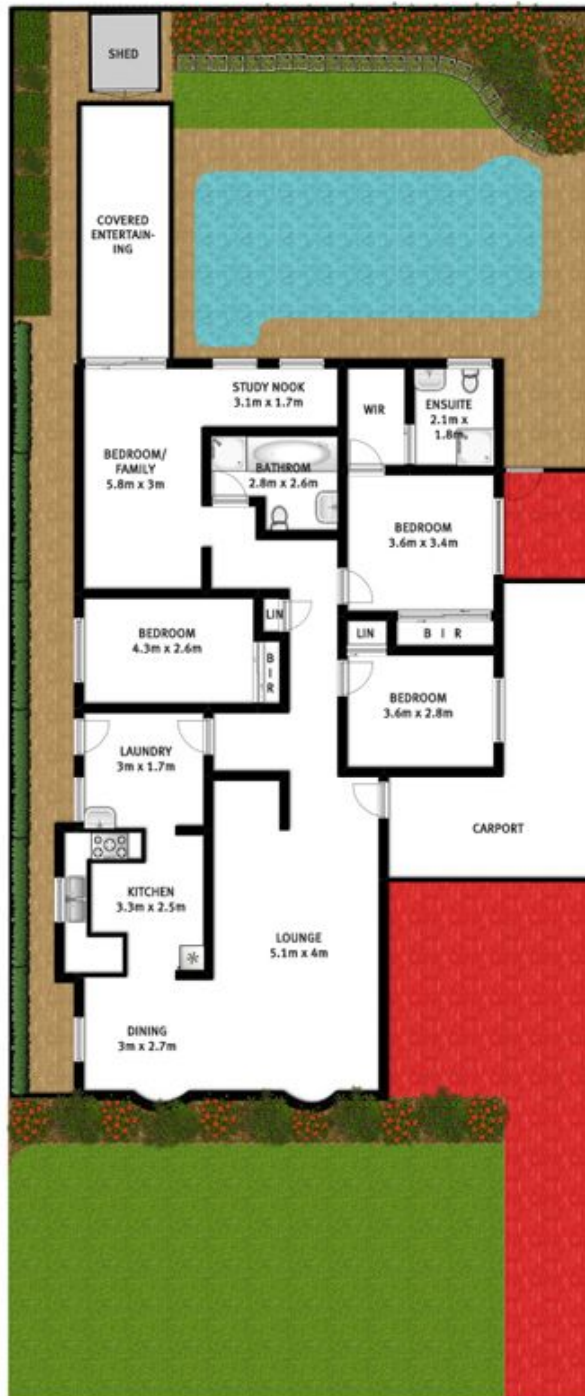 SHED
COVERED
ENTERTAIN-
ING
STUDY NOOK
3.1m x 1.7m
WIR
ENSUITE
2.1m x
1.8m
BEDROOM/
FAMILY
5.8m x 3m
BATHROM
2.8m x 2.6m
BEDROOM
3.6m x 3.4m
BEDROOM
4.3m x 2.6m
LIN
B
I
R
LIN
B I R
BEDROOM
3.6m x 2.8m
LAUNDRY
3m x 1.7m
CARPORT
KITCHEN
3.3m x 2.5m
LOUNGE
5.1m x 4m
DINING
3m x 2.7m